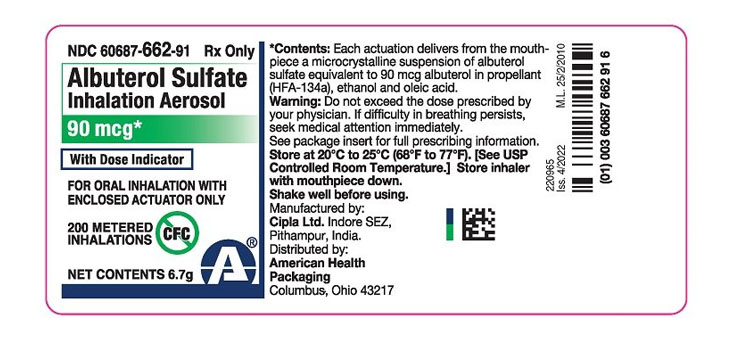 NDC 60687-662-91 Rx Only
Albuterol Sulfate
Inhalation Aerosol
90 mcg*
With Dose Indicator
FOR ORAL INHALATION WITH
ENCLOSED ACTUATOR ONLY
200 METERED
INHALATIONS
CFC
NET CONTENTS 6.7g
A®
*Contents: Each actuation delivers from the mouth-
piece a microcrystalline suspension of albuterol
sulfate equivalent to 90 mcg albuterol in propellant
(HFA-134a), ethanol and oleic acid.
Warning: Do not exceed the dose prescribed by
your physician. If difficulty in breathing persists,
seek medical attention immediately.
See package insert for full prescribing information.
Store at 20°C to 25°C (68°F to 77°F). [See USP
Controlled Room Temperature.] Store inhaler
with mouthpiece down.
Shake well before using.
Manufactured by:
Cipla Ltd. Indore SEZ,
Pithampur, India.
Distributed by:
American Health
Packaging
Columbus, Ohio 43217
M.L. 25/2/2010
220965
Iss. 4/2022
(01) 003 60687 662 91 6